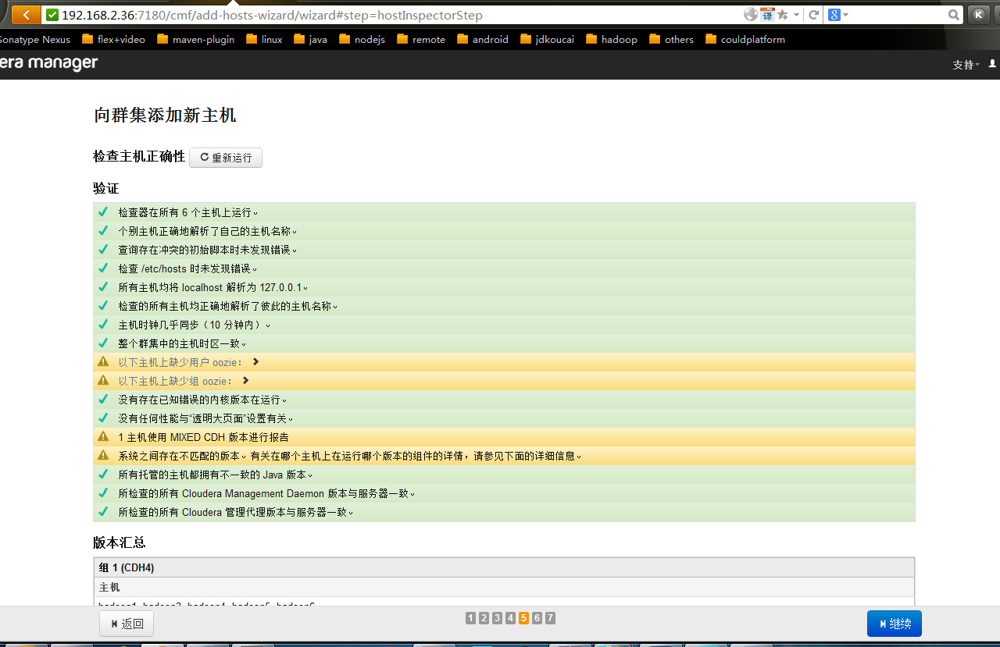 192.168.2.36:7180/cmf/add-hosts-wizard/wizard#step=hostInspectorStep
译
8
K
Sonatype Nexus flex+video maven-plugin linux java nodejs remote android jdkoucai hadoop others couldplatform
era manager
支持
向群集添加新主机
检查主机正确性 重新运行
验证
检查器在所有 6 个主机上运行。
个别主机正确地解析了自己的主机名称。
查询存在冲突的初始脚本时未发现错误。
检查 /etc/hosts 时未发现错误。
所有主机均将 localhost 解析为 127.0.0.1。
检查的所有主机均正确地解析了彼此的主机名称。
主机时钟几乎同步（10 分钟内）。
整个群集中的主机时区一致。
以下主机上缺少用户 oozie：
以下主机上缺少组 oozie：
没有存在已知错误的内核版本在运行。
没有任何性能与“透明大页面”设置有关。
1 主机使用 MIXED CDH 版本进行报告
系统之间存在不匹配的版本。有关在哪个主机上在运行哪个版本的组件的详情，请参见下面的详细信息。
所有托管的主机都拥有不一致的 Java 版本。
所检查的所有 Cloudera Management Daemon 版本与服务器一致。
所检查的所有 Cloudera 管理代理版本与服务器一致。
版本汇总
组 1 (CDH4)
主机
返回 1 2 3 4 5 6 7 继续